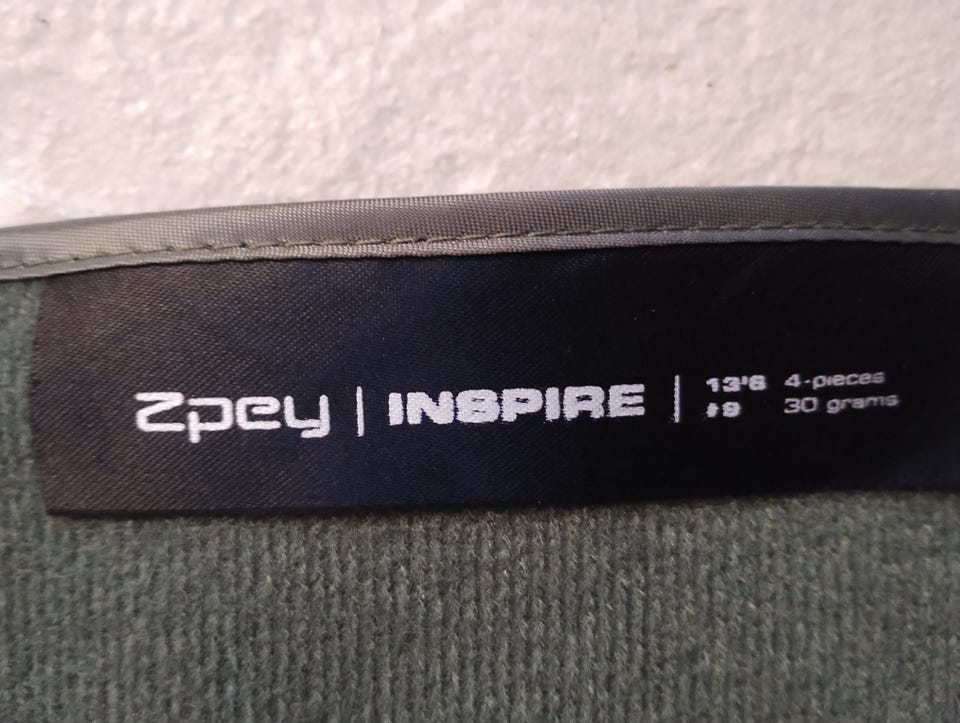 Zpey | INSPIRE | 13'6 4-pieces
#9 30 grams